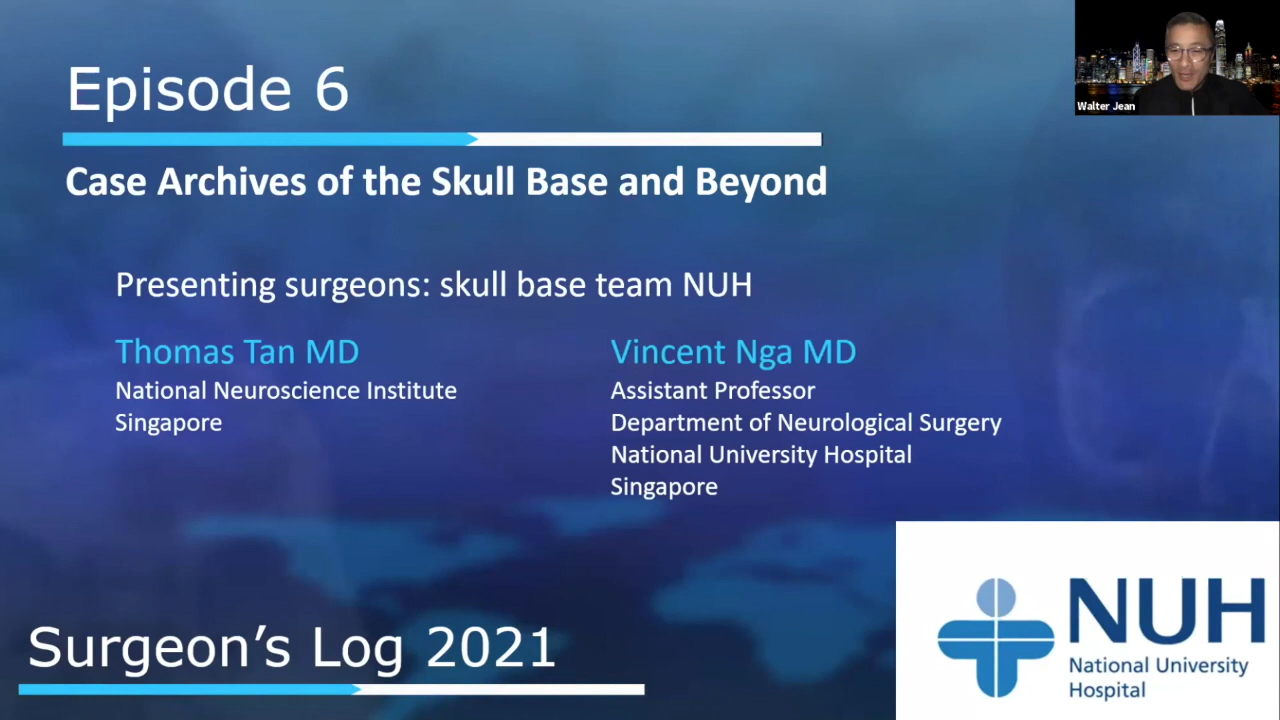 Episode 6
Walter Jean
Case Archives of the Skull Base and Beyond
Presenting surgeons: skull base team NUH
Thomas Tan MD
National Neuroscience Institute
Singapore
Vincent Nga MD
Assistant Professor
Department of Neurological Surgery
National University Hospital
Singapore
Surgeon’s Log 2021
NUH
National University
Hospital